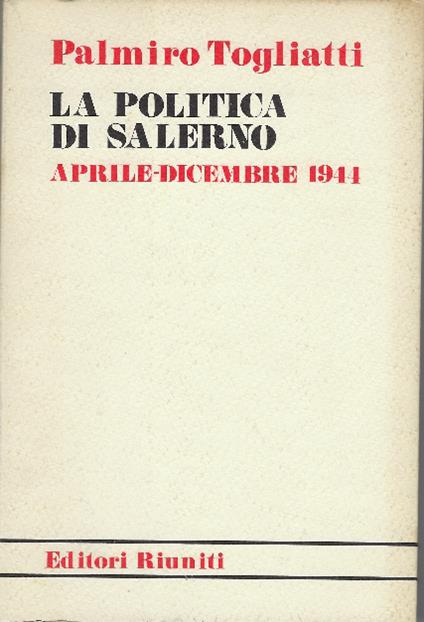 Palmiro Togliatti
LA POLITICA
DI SALERNO
APRILE-DICEMBRE 1944
Editori Riuniti